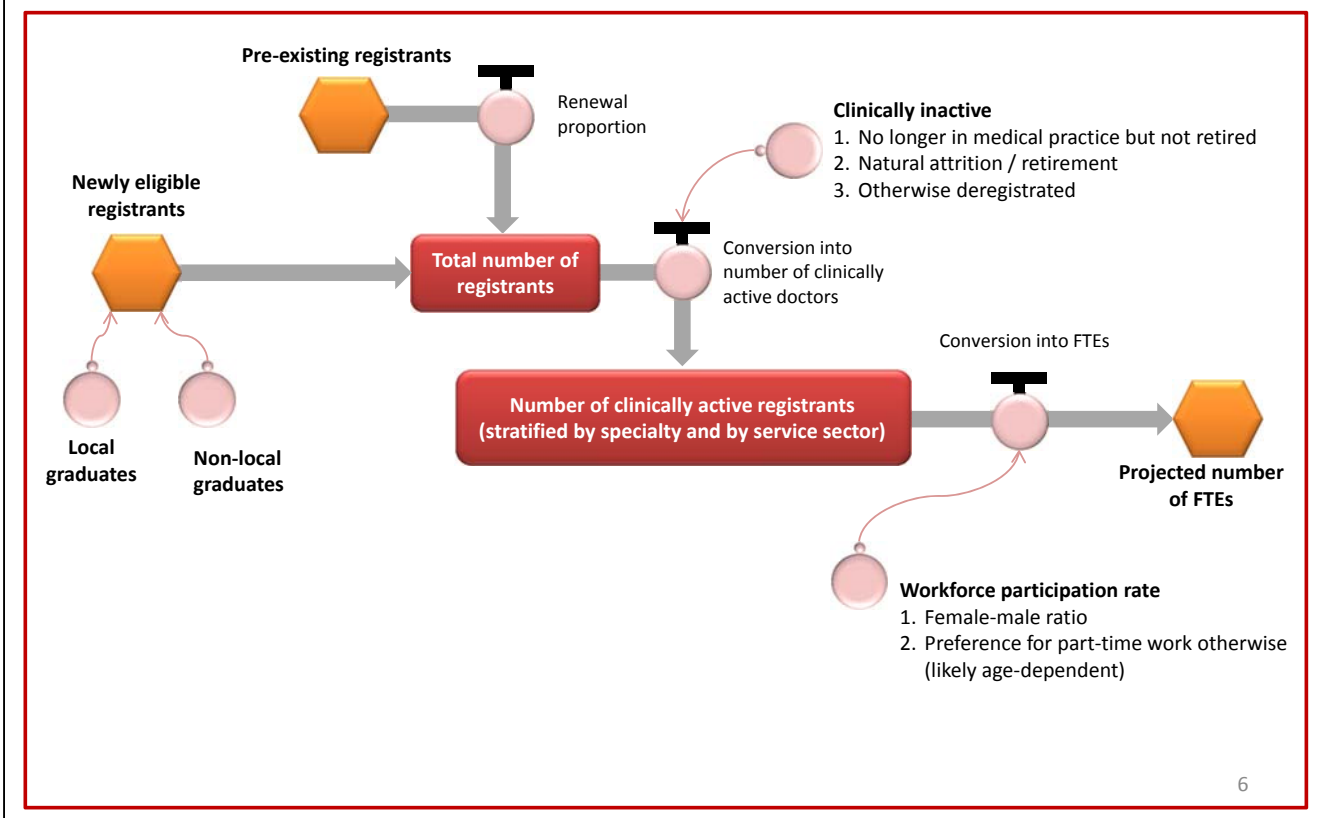 Pre-existing registrants
Renewal
proportion
Clinically inactive
1. No longer in medical practice but not retired
2. Natural attrition / retirement
3. Otherwise deregistrated
Newly eligible
registrants
Total number of
registrants
Conversion into
number of clinically
active doctors
Conversion into FTEs
Number of clinically active registrants
(stratified by specialty and by service sector)
Local
graduates
Non-local
graduates
Projected number
of FTEs
Workforce participation rate
1. Female-male ratio
2. Preference for part-time work otherwise
(likely age-dependent)
6